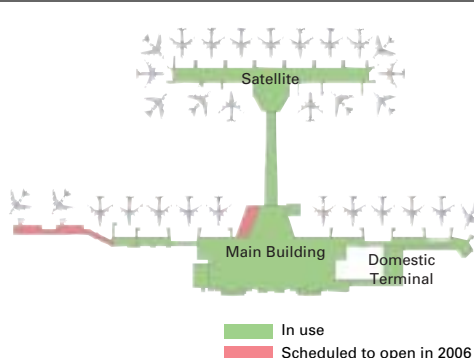 Satellite
Main Building
Domestic
Terminal
In use
Scheduled to open in 2006